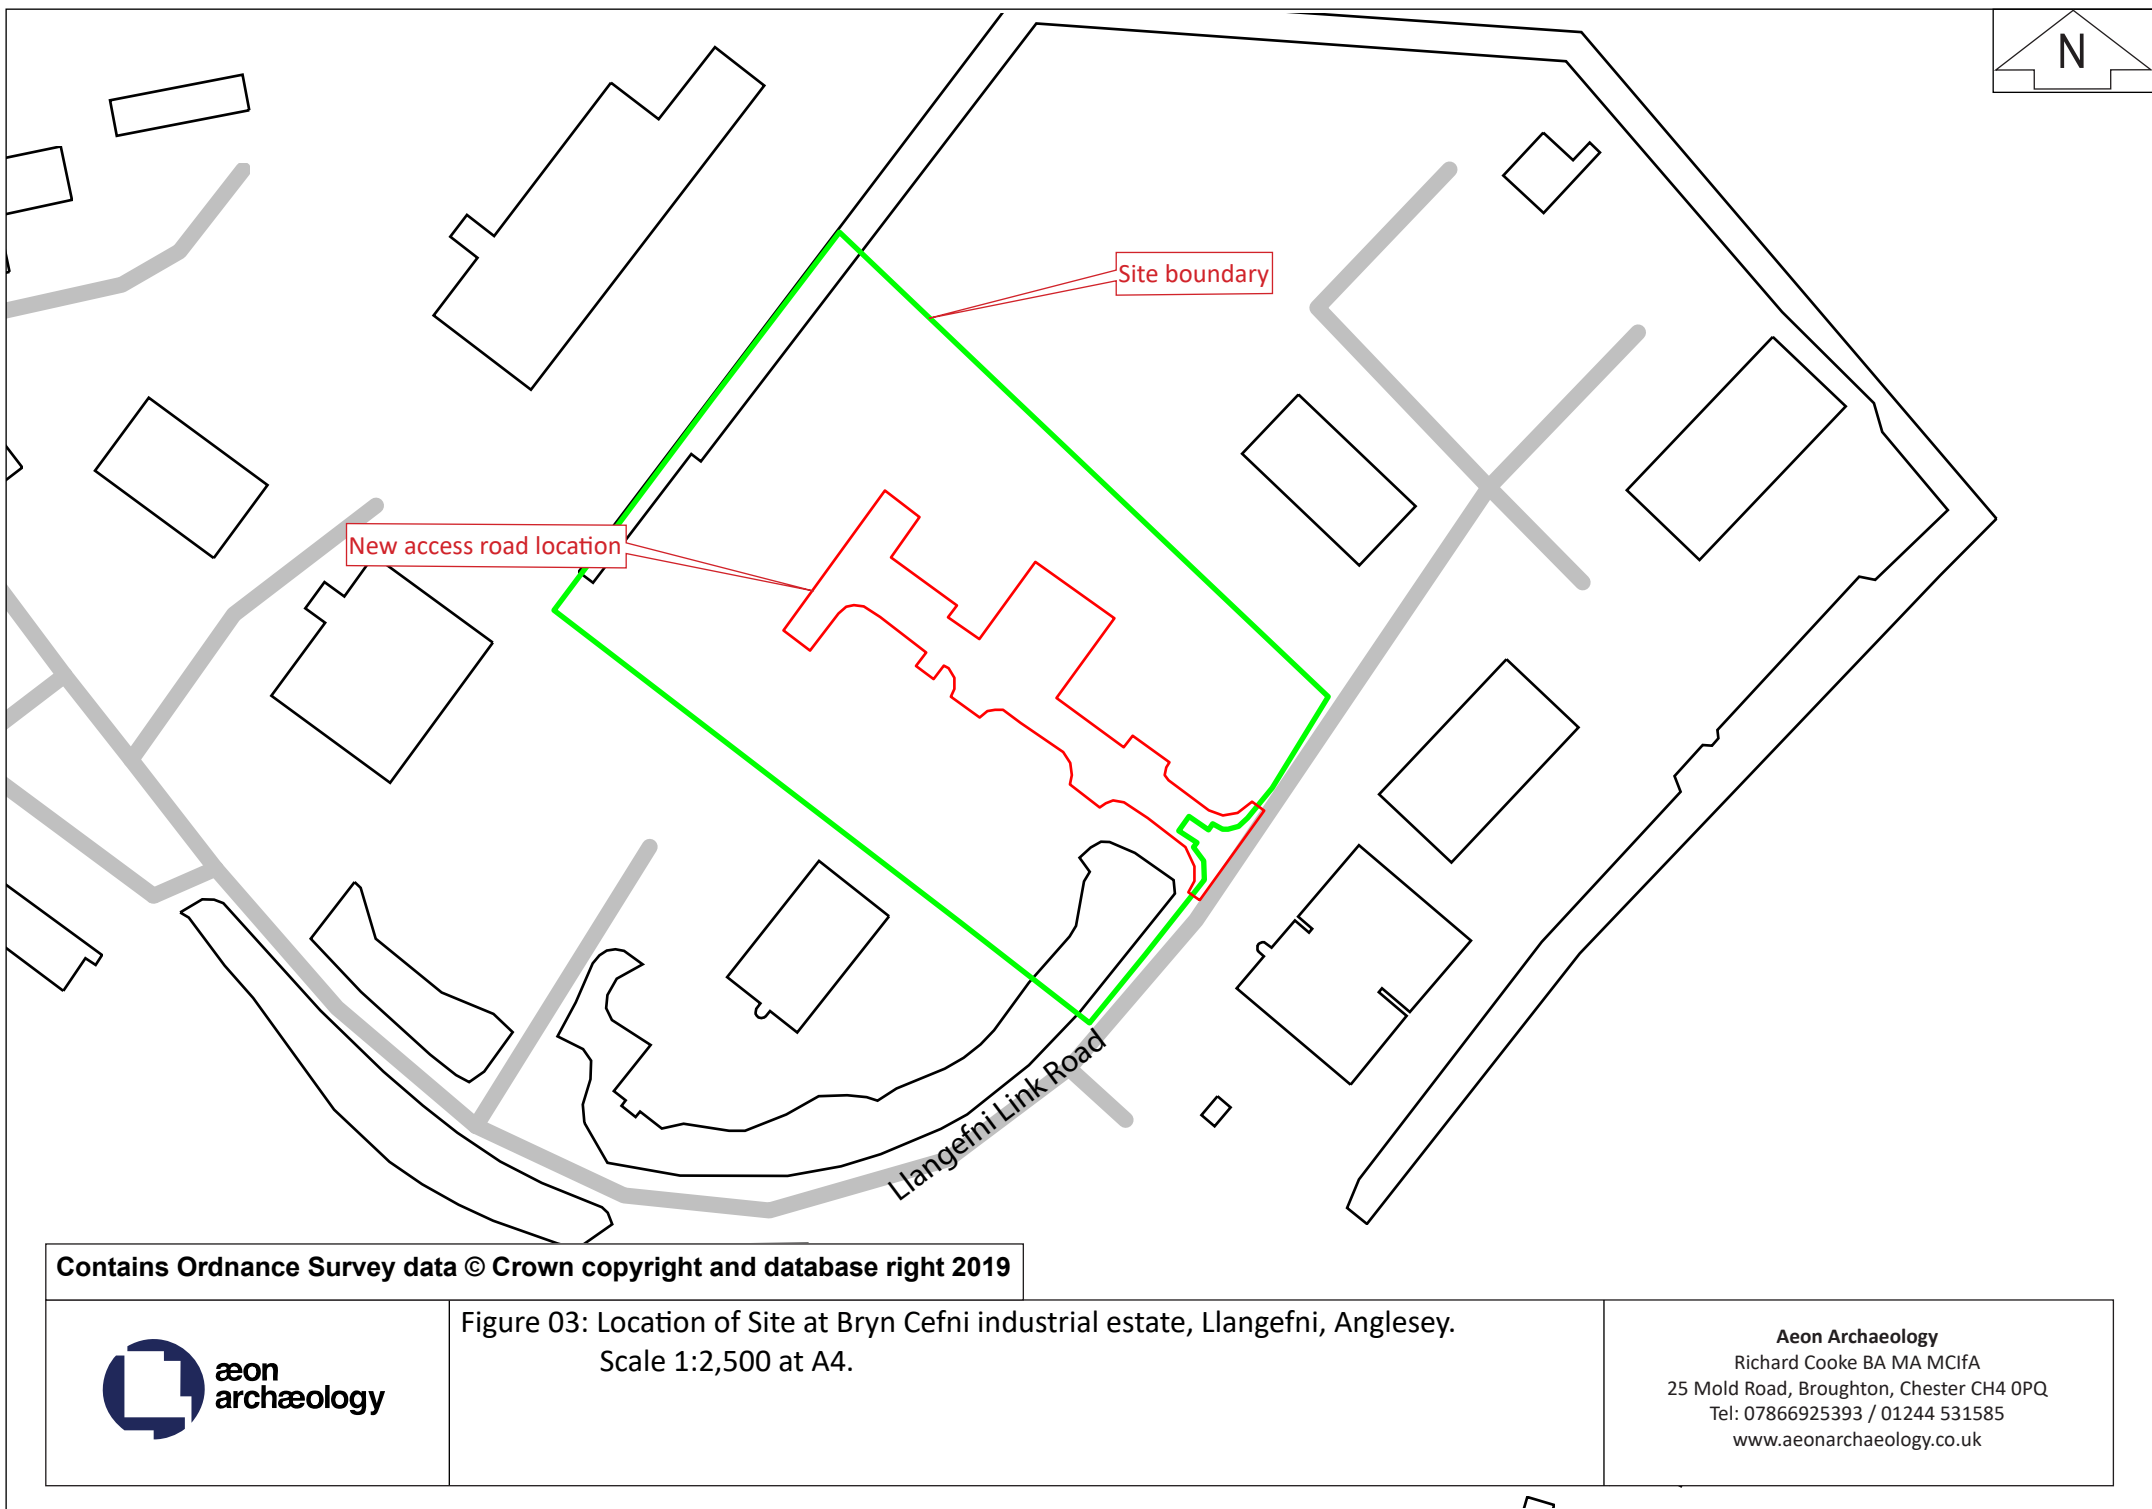 N
Site boundary
New access road location
Llangefni Link Road
Contains Ordnance Survey data © Crown copyright and database right 2019
æon
archæology
Figure 03: Location of Site at Bryn Cefni industrial estate, Llangefni, Anglesey.
Scale 1:2,500 at A4.
Aeon Archaeology
Richard Cooke BA MA MCIfA
25 Mold Road, Broughton, Chester CH4 0PQ
Tel: 07866925393 / 01244 531585
www.aeonarchaeology.co.uk